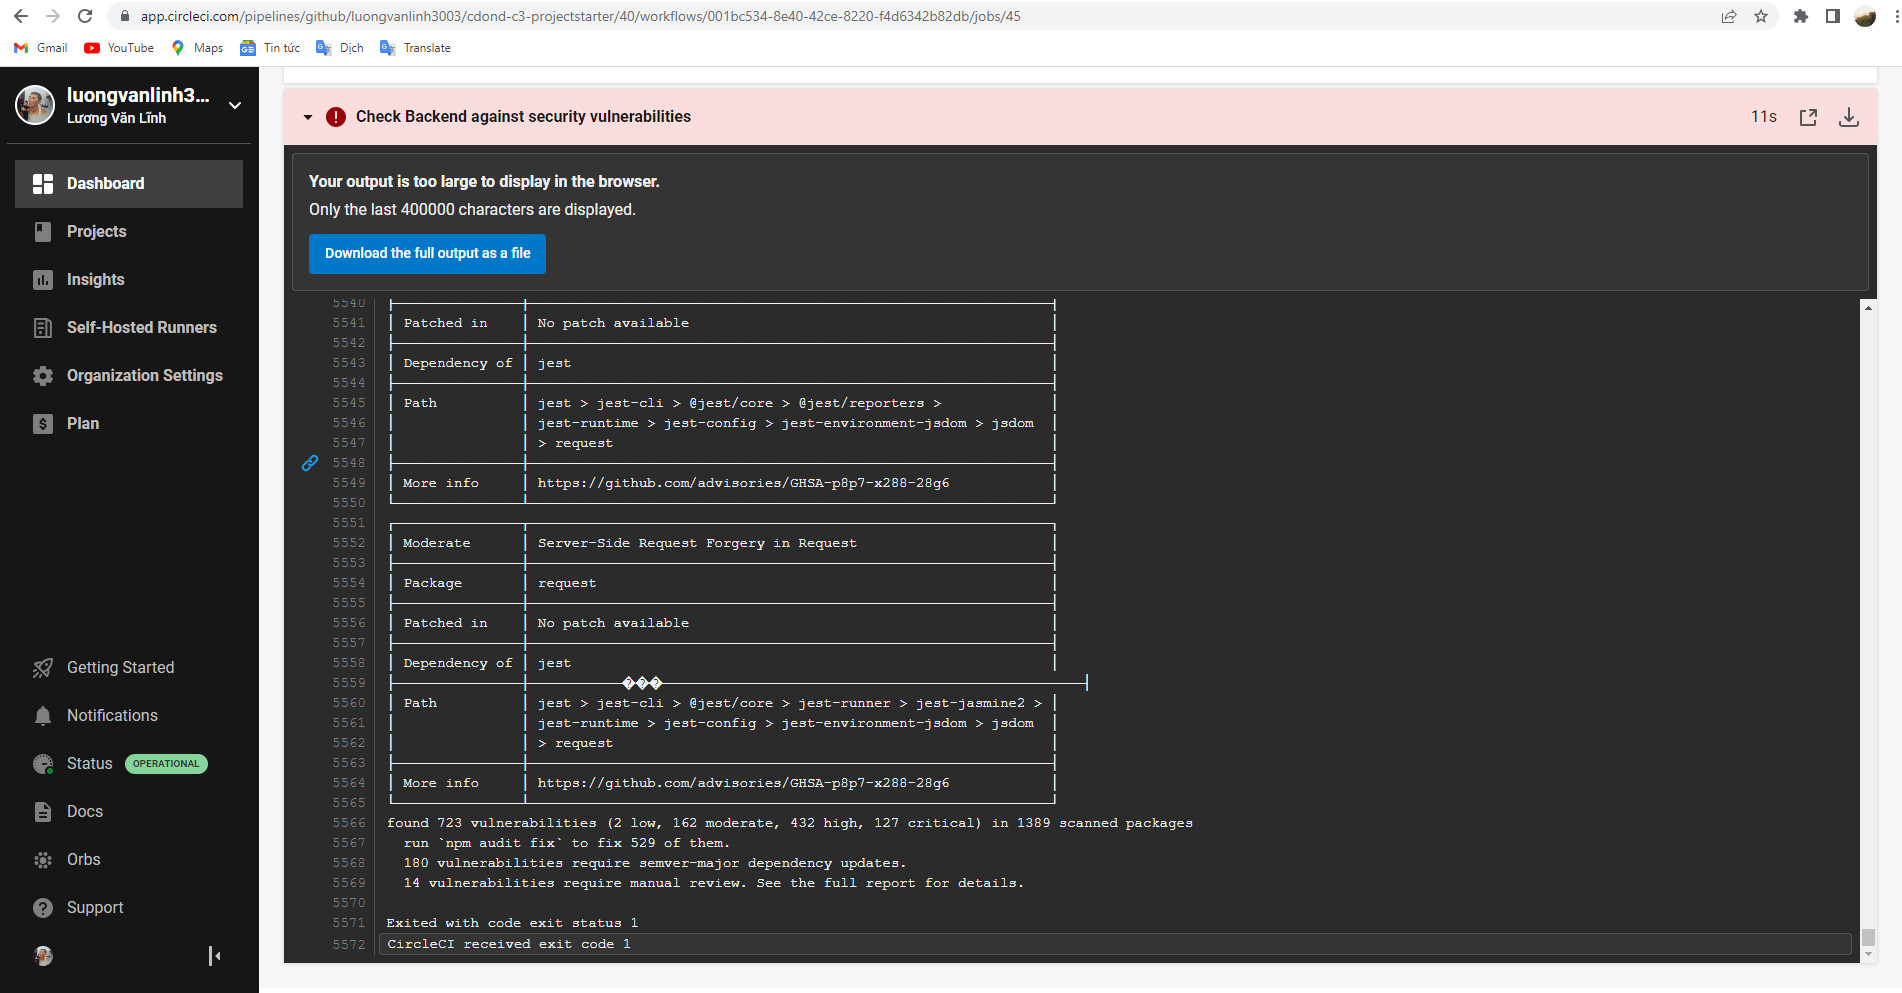 app.circleci.com/pipelines/github/luongvanlinh3003/cdond-c3-projectstarter/40/workflows/001bc534-8e40-42ce-8220-f4d6342b82db/jobs/45
Gmail YouTube Maps Tin tức Dịch Translate
luongvanlinh3...
Lương Văn Lĩnh
Dashboard
Projects
Insights
Self-Hosted Runners
Organization Settings
Plan
Getting Started
Notifications
Status OPERATIONAL
Docs
Orbs
Support
Check Backend against security vulnerabilities 11s
Your output is too large to display in the browser.
Only the last 400000 characters are displayed.
Download the full output as a file
5540
5541 Patched in No patch available
5542
5543 Dependency of jest
5544
5545 Path jest > jest-cli > @jest/core > @jest/reporters >
5546 jest-runtime > jest-config > jest-environment-jsdom > jsdom
5547 > request
5548
5549 More info https://github.com/advisories/GHSA-p8p7-x288-28g6
5550
5551
5552 Moderate Server-Side Request Forgery in Request
5553
5554 Package request
5555
5556 Patched in No patch available
5557
5558 Dependency of jest
5559 ���
5560 Path jest > jest-cli > @jest/core > jest-runner > jest-jasmine2 >
5561 jest-runtime > jest-config > jest-environment-jsdom > jsdom
5562 > request
5563
5564 More info https://github.com/advisories/GHSA-p8p7-x288-28g6
5565
5566 found 723 vulnerabilities (2 low, 162 moderate, 432 high, 127 critical) in 1389 scanned packages
5567 run `npm audit fix` to fix 529 of them.
5568 180 vulnerabilities require semver-major dependency updates.
5569 14 vulnerabilities require manual review. See the full report for details.
5570
5571 Exited with code exit status 1
5572 CircleCI received exit code 1